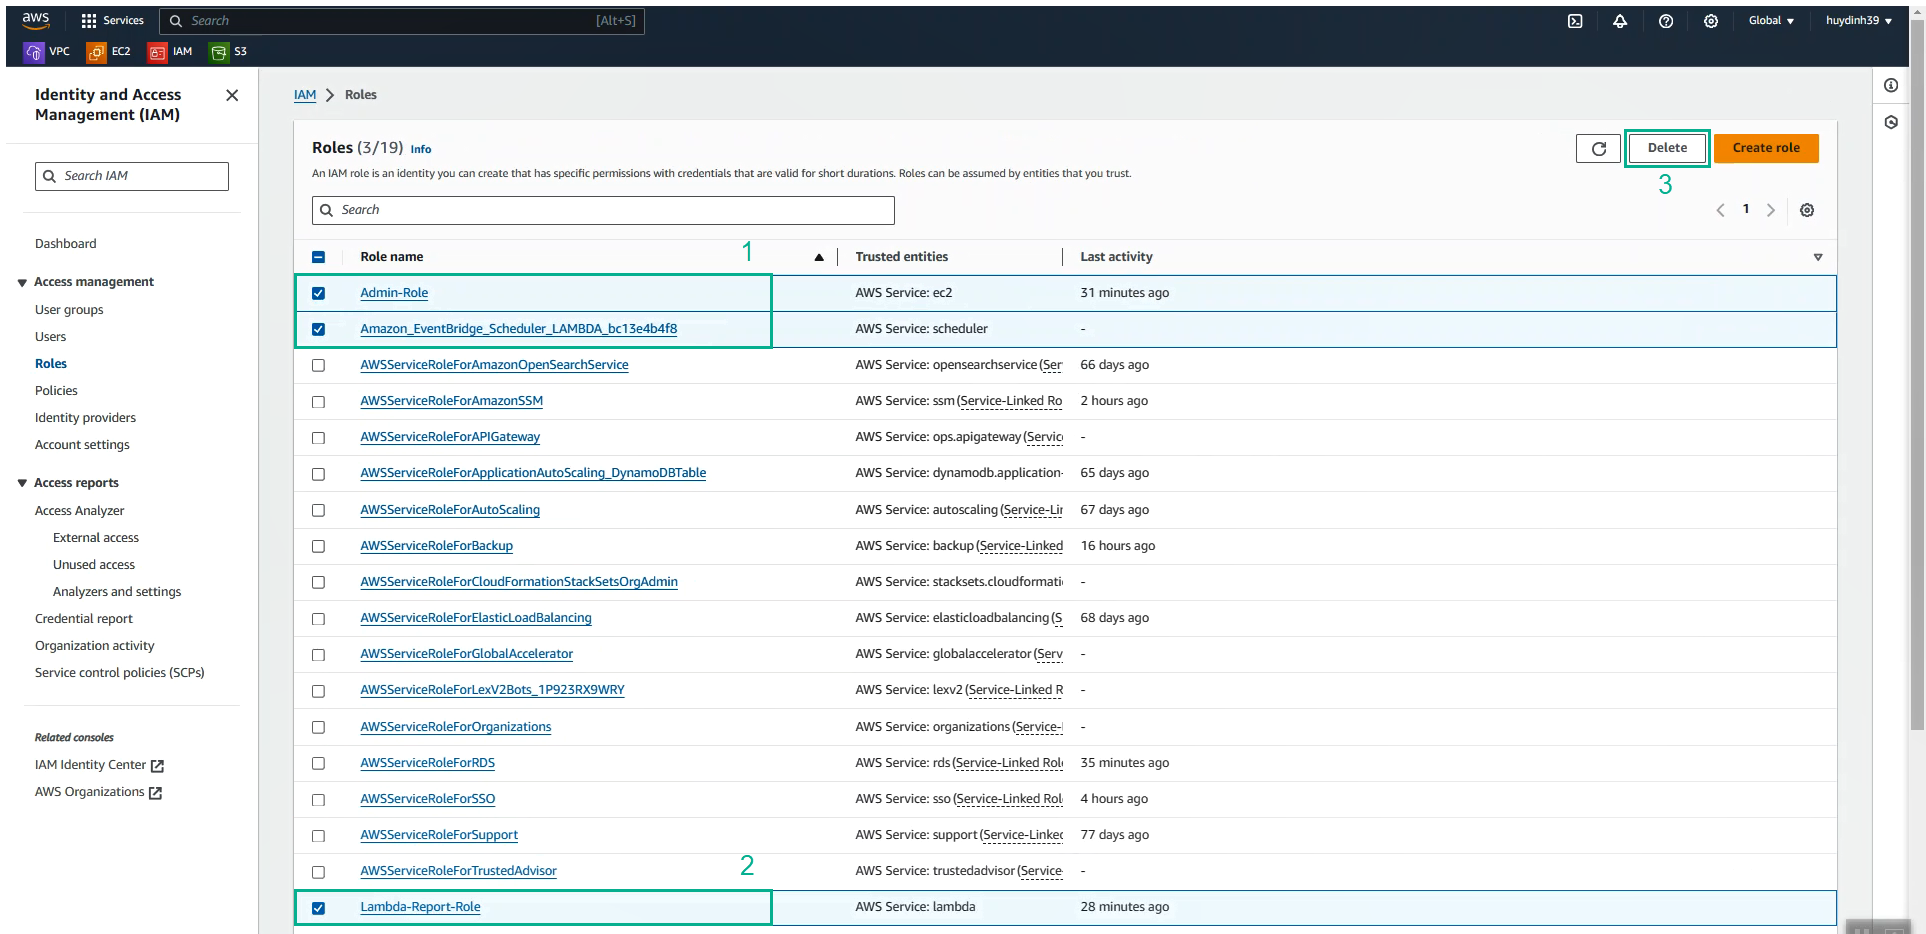 aws
Services
Search [Alt+S]
Global ▼
huydinh39 ▼
VPC
EC2
IAM
S3
Identity and Access Management (IAM)
Search IAM
Dashboard
Access management
User groups
Users
Roles
Policies
Identity providers
Account settings
Access reports
Access Analyzer
External access
Unused access
Analyzers and settings
Credential report
Organization activity
Service control policies (SCPs)
Related consoles
IAM Identity Center
AWS Organizations
IAM > Roles
Roles (3/19) Info
Delete
Create role
An IAM role is an identity you can create that has specific permissions with credentials that are valid for short durations. Roles can be assumed by entities that you trust.
3
Search
1
1
Role name Trusted entities Last activity
Admin-Role AWS Service: ec2 31 minutes ago
Amazon_EventBridge_Scheduler_LAMBDA_bc13e4b4f8 AWS Service: scheduler -
AWSServiceRoleForAmazonOpenSearchService AWS Service: opensearchservice (Ser 66 days ago
AWSServiceRoleForAmazonSSM AWS Service: ssm (Service-Linked Ro 2 hours ago
AWSServiceRoleForAPIGateway AWS Service: ops.apigateway (Servic -
AWSServiceRoleForApplicationAutoScaling_DynamoDBTable AWS Service: dynamodb.application- 65 days ago
AWSServiceRoleForAutoScaling AWS Service: autoscaling (Service-Lin 67 days ago
AWSServiceRoleForBackup AWS Service: backup (Service-Linked 16 hours ago
AWSServiceRoleForCloudFormationStackSetsOrgAdmin AWS Service: stacksets.cloudformati -
AWSServiceRoleForElasticLoadBalancing AWS Service: elasticloadbalancing (S 68 days ago
AWSServiceRoleForGlobalAccelerator AWS Service: globalaccelerator (Serv -
AWSServiceRoleForLexV2Bots_1P923RX9WRY AWS Service: lexv2 (Service-Linked R -
AWSServiceRoleForOrganizations AWS Service: organizations (Service- -
AWSServiceRoleForRDS AWS Service: rds (Service-Linked Role 35 minutes ago
AWSServiceRoleForSSO AWS Service: sso (Service-Linked Rol 4 hours ago
AWSServiceRoleForSupport AWS Service: support (Service-Linked 77 days ago
AWSServiceRoleForTrustedAdvisor AWS Service: trustedadvisor (Service- -
2
Lambda-Report-Role AWS Service: lambda 28 minutes ago